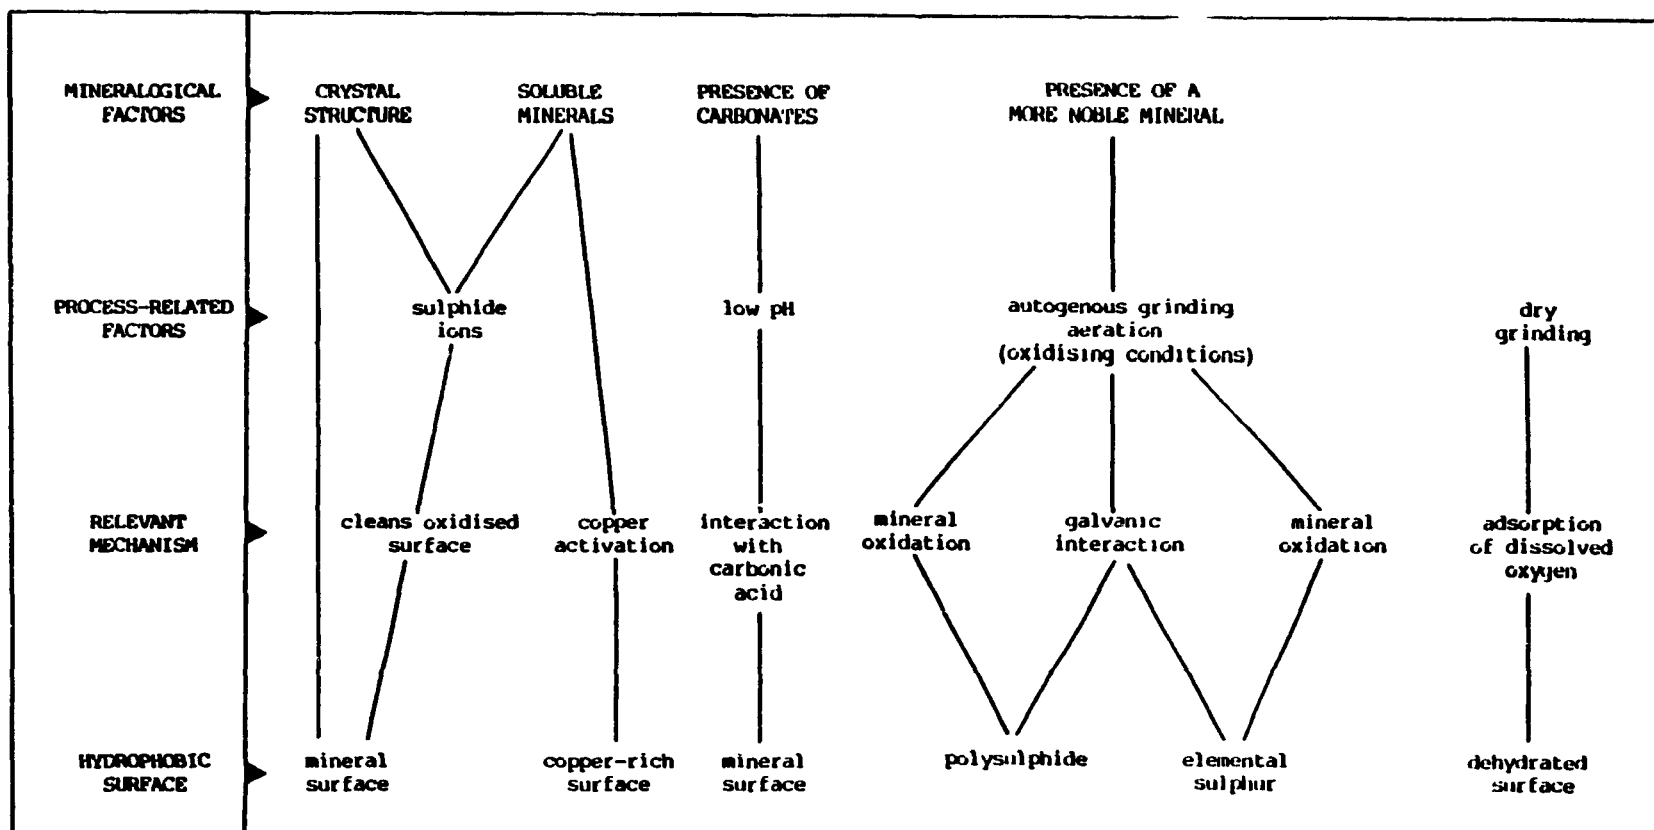 MINERALOGICAL
FACTORS
CRYSTAL
STRUCTURE
SOLUBLE
MINERALS
PRESENCE OF
CARBONATES
PRESENCE OF A
MORE NOBLE MINERAL
PROCESS-RELATED
FACTORS
sulphide
ions
low pH
autogenous grinding
aeration
(oxidising conditions)
dry
grinding
RELEVANT
MECHANISM
cleans oxidised
surface
copper
activation
interaction
with
carbonic
acid
mineral
oxidation
galvanic
interaction
mineral
oxidation
adsorption
of dissolved
oxygen
HYDROPHOBIC
SURFACE
mineral
surface
copper-rich
surface
mineral
surface
polysulphide
elemental
sulphur
dehydrated
surface